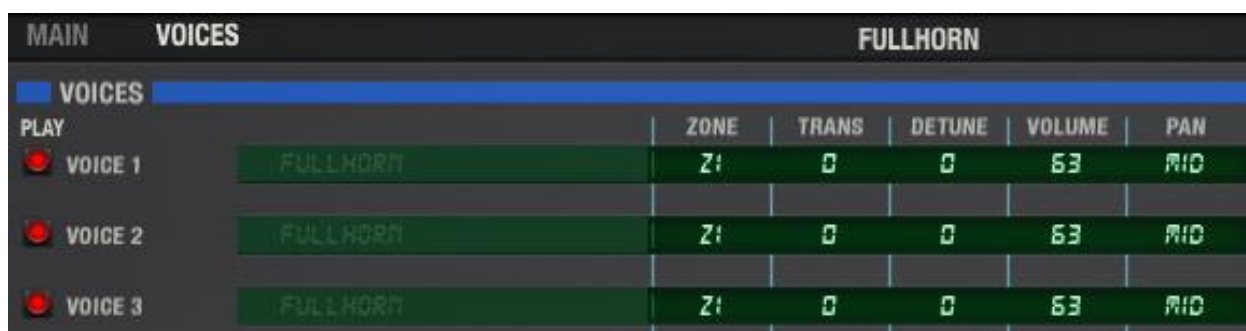 MAIN VOICES FULLHORN
VOICES
PLAY ZONE TRANS DETUNE VOLUME PAN
VOICE 1 FULLHORN Z1 0 0 63 MID
VOICE 2 FULLHORN Z1 0 0 63 MID
VOICE 3 FULLHORN Z1 0 0 63 MID